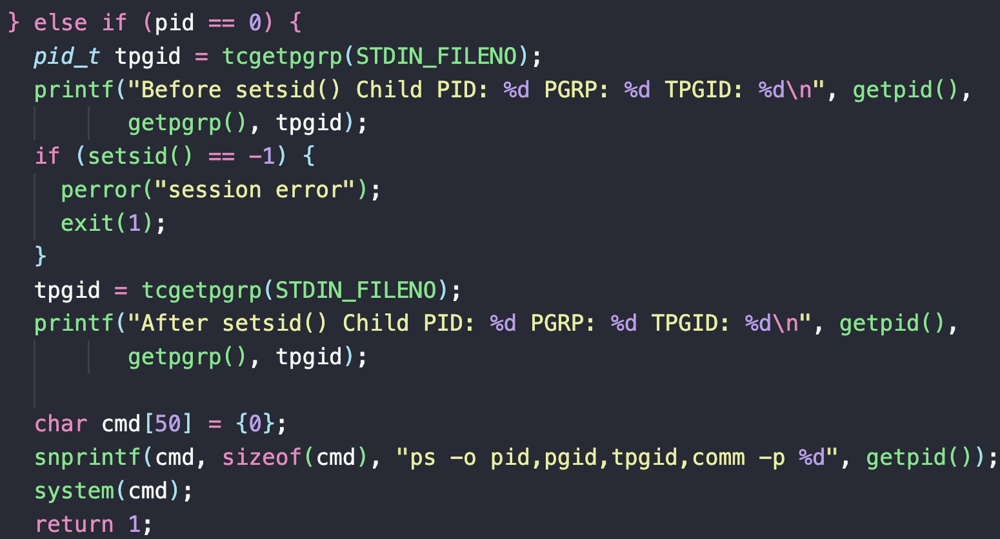 } else if (pid == 0) {
  pid_t tpgid = tcgetpgrp(STDIN_FILENO);
  printf("Before setsid() Child PID: %d PGRP: %d TPGID: %d\n", getpid(),
         getpgrp(), tpgid);
  if (setsid() == -1) {
    perror("session error");
    exit(1);
  }
  tpgid = tcgetpgrp(STDIN_FILENO);
  printf("After setsid() Child PID: %d PGRP: %d TPGID: %d\n", getpid(),
         getpgrp(), tpgid);

  char cmd[50] = {0};
  snprintf(cmd, sizeof(cmd), "ps -o pid,pgid,tpgid,comm -p %d", getpid());
  system(cmd);
  return 1;